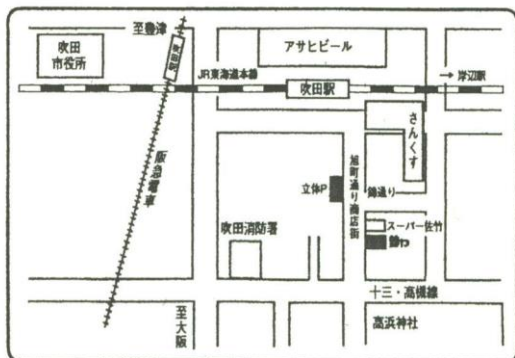 至豊津
吹田
市役所
アサヒビール
JR東海道本線
吹田駅
→ 岸辺駅
さんくす
阪急電車
立体P
旭町通り商店街
錦通り
スーパー佐竹
吹田消防署
十三・高槻線
至大阪
高浜神社